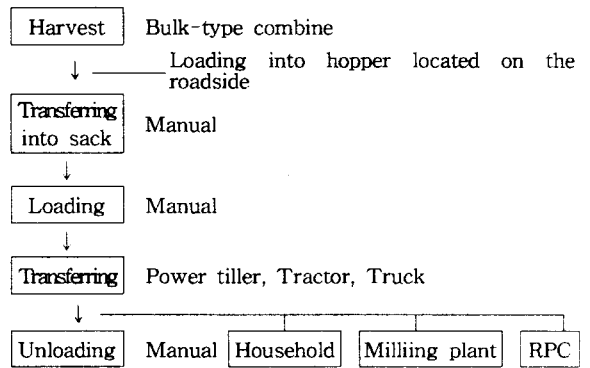 Harvest Bulk-type combine
↓ Loading into hopper located on the
roadside
Transferring
into sack Manual
↓
Loading Manual
↓
Transferring Power tiller, Tractor, Truck
↓
Unloading Manual Household Milliing plant RPC